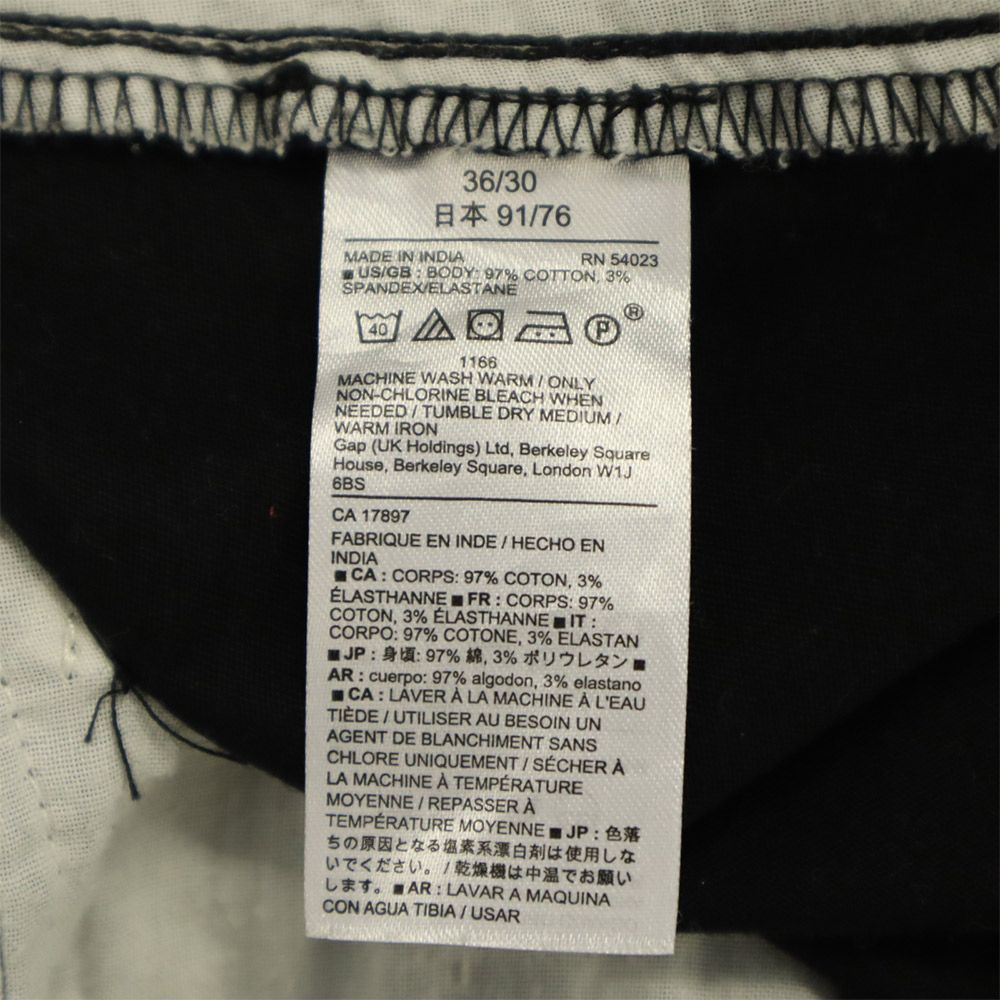 36/30
日本 91/76
MADE IN INDIA RN 54023
■ US/GB : BODY: 97% COTTON, 3%
SPANDEX/ELASTANE
40 P ®
1166
MACHINE WASH WARM / ONLY
NON-CHLORINE BLEACH WHEN
NEEDED / TUMBLE DRY MEDIUM /
WARM IRON
Gap (UK Holdings) Ltd, Berkeley Square
House, Berkeley Square, London W1J
6BS
CA 17897
FABRIQUE EN INDE / HECHO EN
INDIA
■ CA : CORPS: 97% COTON, 3%
ÉLASTHANNE ■ FR : CORPS: 97%
COTON, 3% ÉLASTHANNE ■ IT :
CORPO: 97% COTONE, 3% ELASTAN
■ JP : 身頃: 97% 綿, 3% ポリウレタン ■
AR : cuerpo: 97% algodon, 3% elastano
■ CA : LAVER À LA MACHINE À L'EAU
TIÈDE / UTILISER AU BESOIN UN
AGENT DE BLANCHIMENT SANS
CHLORE UNIQUEMENT / SÉCHER À
LA MACHINE À TEMPÉRATURE
MOYENNE / REPASSER À
TEMPÉRATURE MOYENNE ■ JP : 色落
ちの原因となる塩素系漂白剤は使用しな
いでください。/ 乾燥機は中温でお願い
します。 ■ AR : LAVAR A MAQUINA
CON AGUA TIBIA / USAR